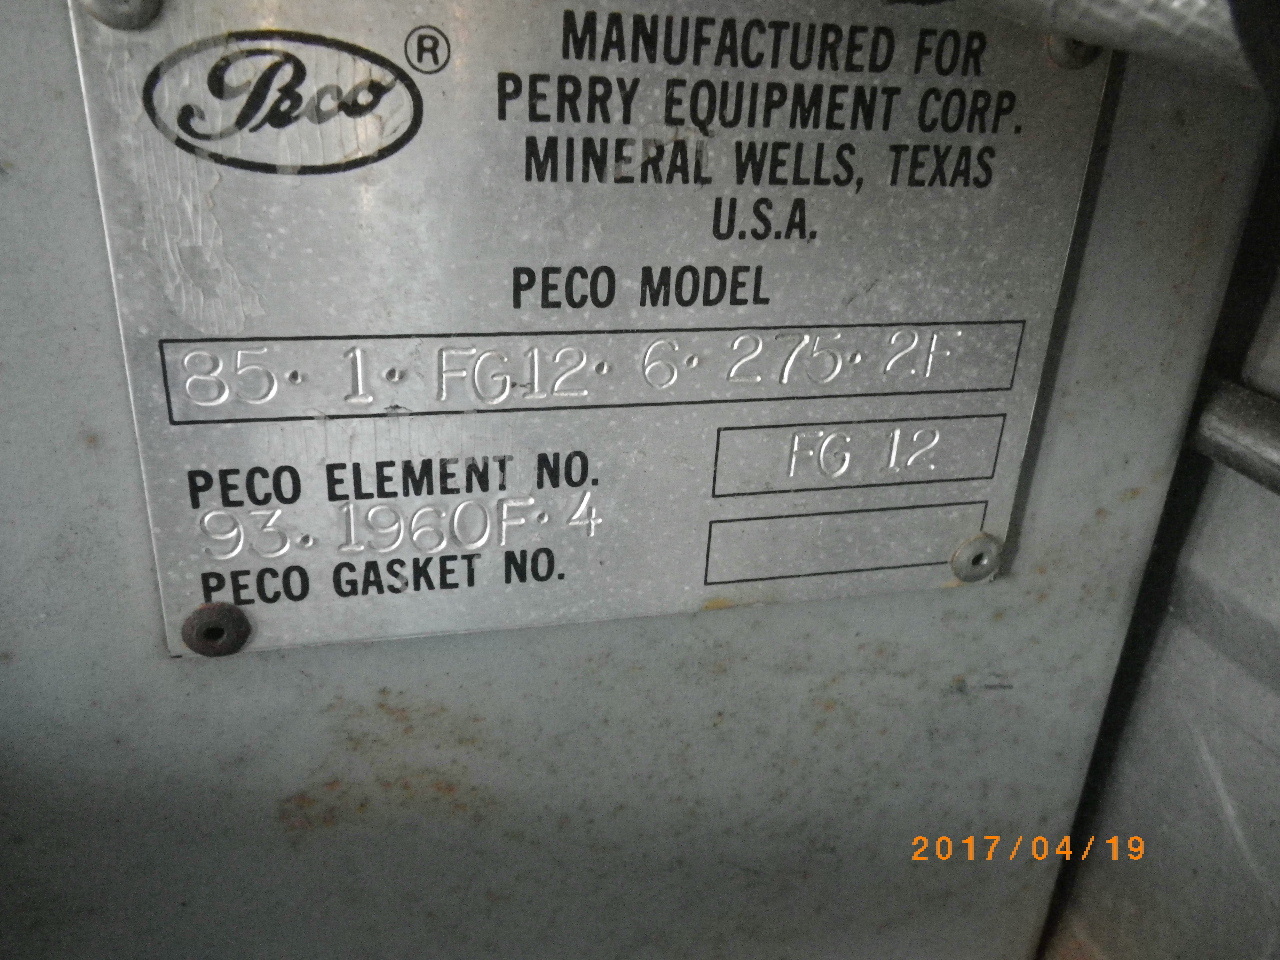 Peco ®
MANUFACTURED FOR
PERRY EQUIPMENT CORP.
MINERAL WELLS, TEXAS
U.S.A.
PECO MODEL
85· 1· FG12· 6· 275· 2F
PECO ELEMENT NO. FG 12
93· 1960F· 4
PECO GASKET NO.
2017/04/19